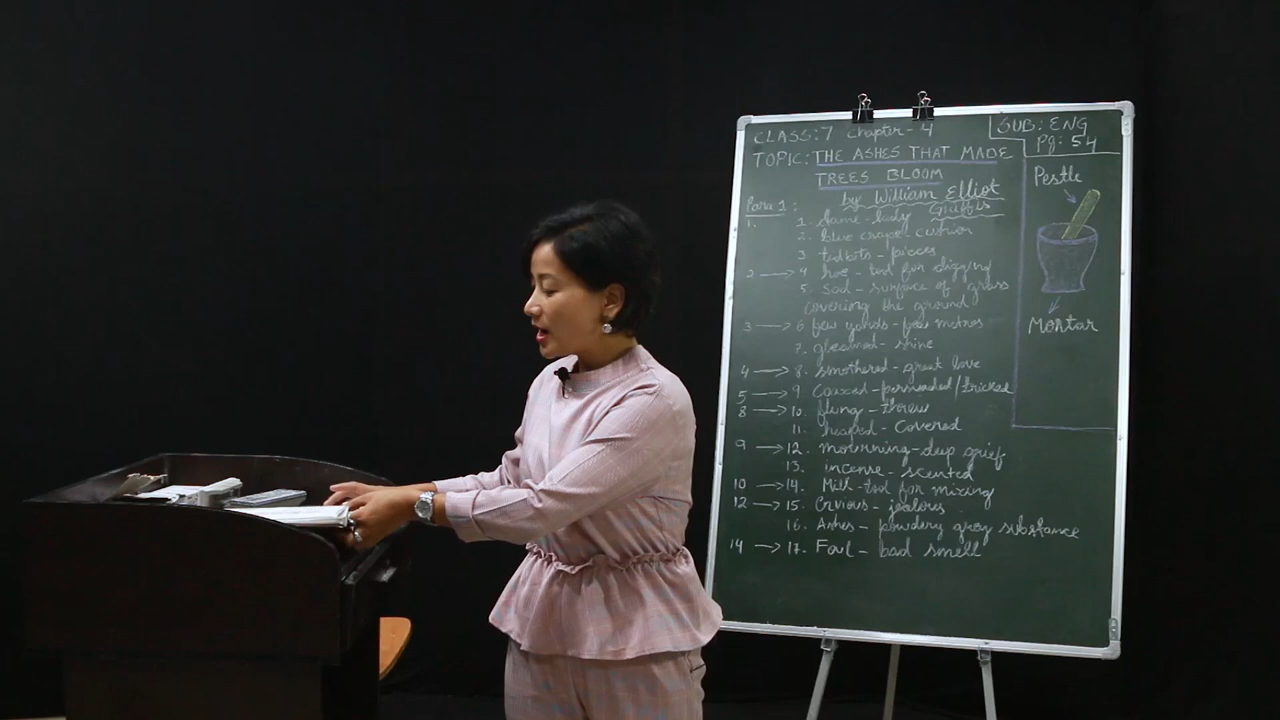 CLASS: 7 Chapter - 4
SUB: ENG
Pg: 54
TOPIC: THE ASHES THAT MADE
TREES BLOOM
by William Elliot
Griffis
Para 1:
1. 1. Dame - lady
2. blue crape - cushion
3. tidbits - pieces
2 → 4. hoe - tool for digging
5. sod - surface of grass
covering the ground
3 → 6. few yards - few metres
7. gleamed - shine
4 → 8. smothered - great love
5 → 9. Coaxed - persuaded/tricked
8 → 10. flung - threw
11. heaped - Covered
9 → 12. mourning - deep grief
13. incense - scented
10 → 14. Mill - tool for mixing
12 → 15. Envious - jealous
16. Ashes - powdery grey substance
14 → 17. Foul - bad smell
Pestle
Mortar